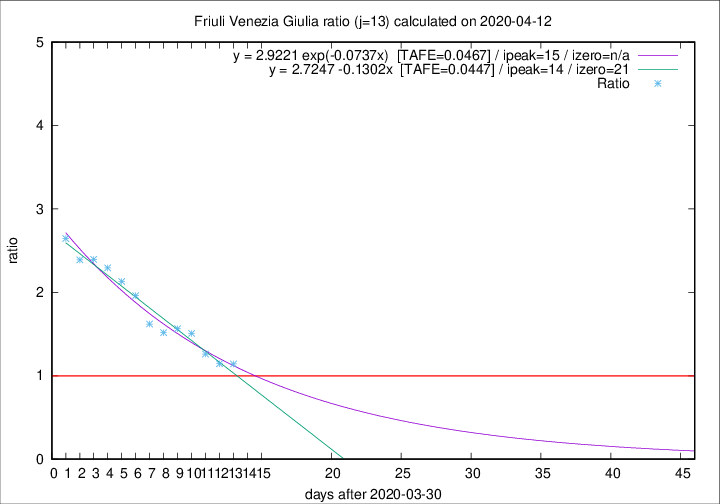 Friuli Venezia Giulia ratio (j=13) calculated on 2020-04-12
y = 2.9221 exp(-0.0737x) [TAFE=0.0467] / ipeak=15 / izero=n/a
y = 2.7247 -0.1302x [TAFE=0.0447] / ipeak=14 / izero=21
Ratio
5
4
3
2
1
0
ratio
0 1 2 3 4 5 6 7 8 9 10 11 12 13 14 15 20 25 30 35 40 45
days after 2020-03-30